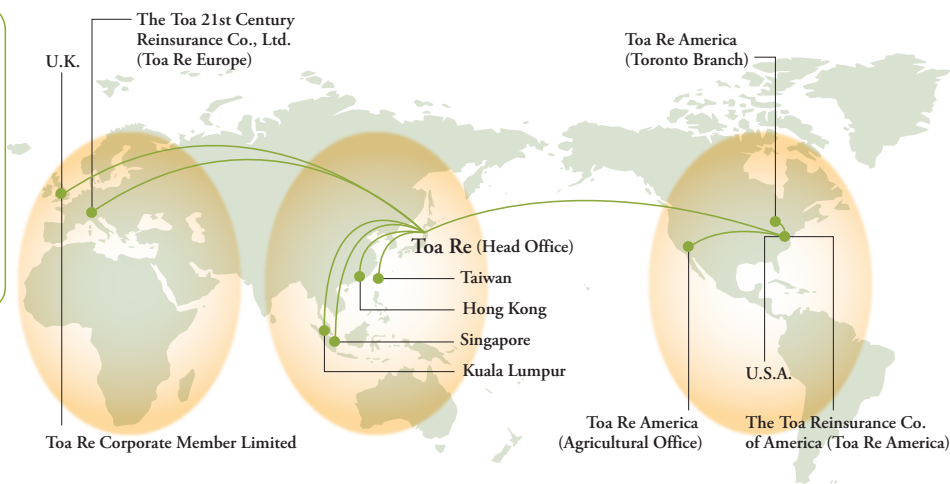 The Toa 21st Century
Reinsurance Co., Ltd.
(Toa Re Europe)
U.K.
Toa Re America
(Toronto Branch)
Toa Re (Head Office)
Taiwan
Hong Kong
Singapore
Kuala Lumpur
U.S.A.
Toa Re America
(Agricultural Office)
The Toa Reinsurance Co.
of America (Toa Re America)
Toa Re Corporate Member Limited